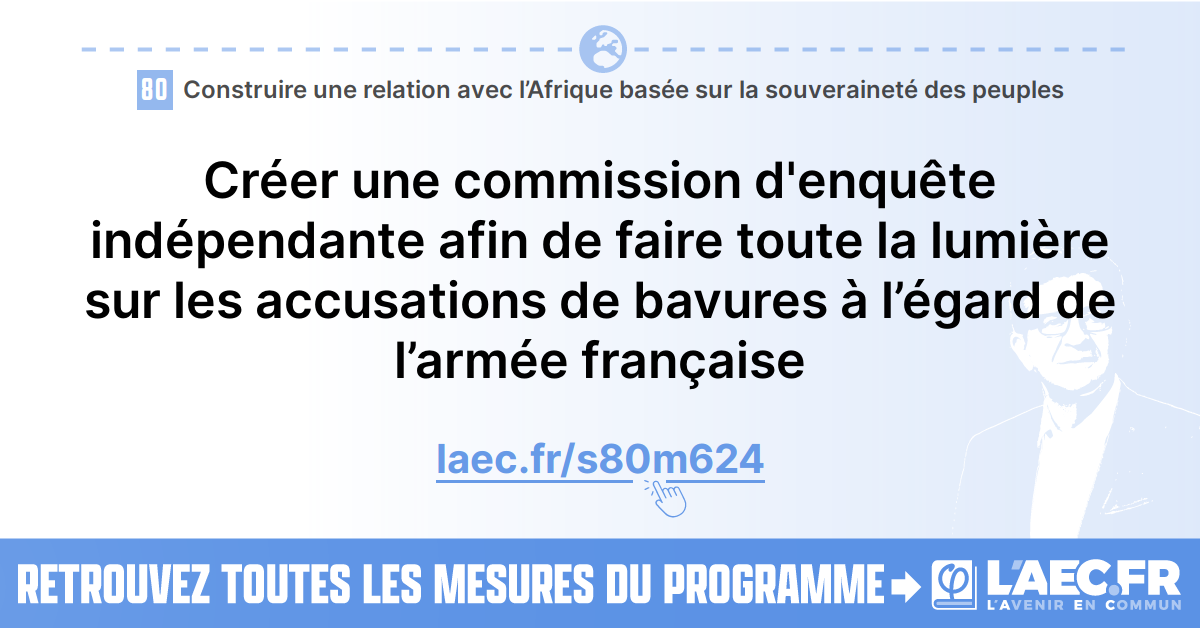 80 Construire une relation avec l’Afrique basée sur la souveraineté des peuples
Créer une commission d'enquête
indépendante afin de faire toute la lumière
sur les accusations de bavures à l’égard de
l’armée française
laec.fr/s80m624
RETROUVEZ TOUTES LES MESURES DU PROGRAMME
φ L'AEC.FR
L'AVENIR EN COMMUN